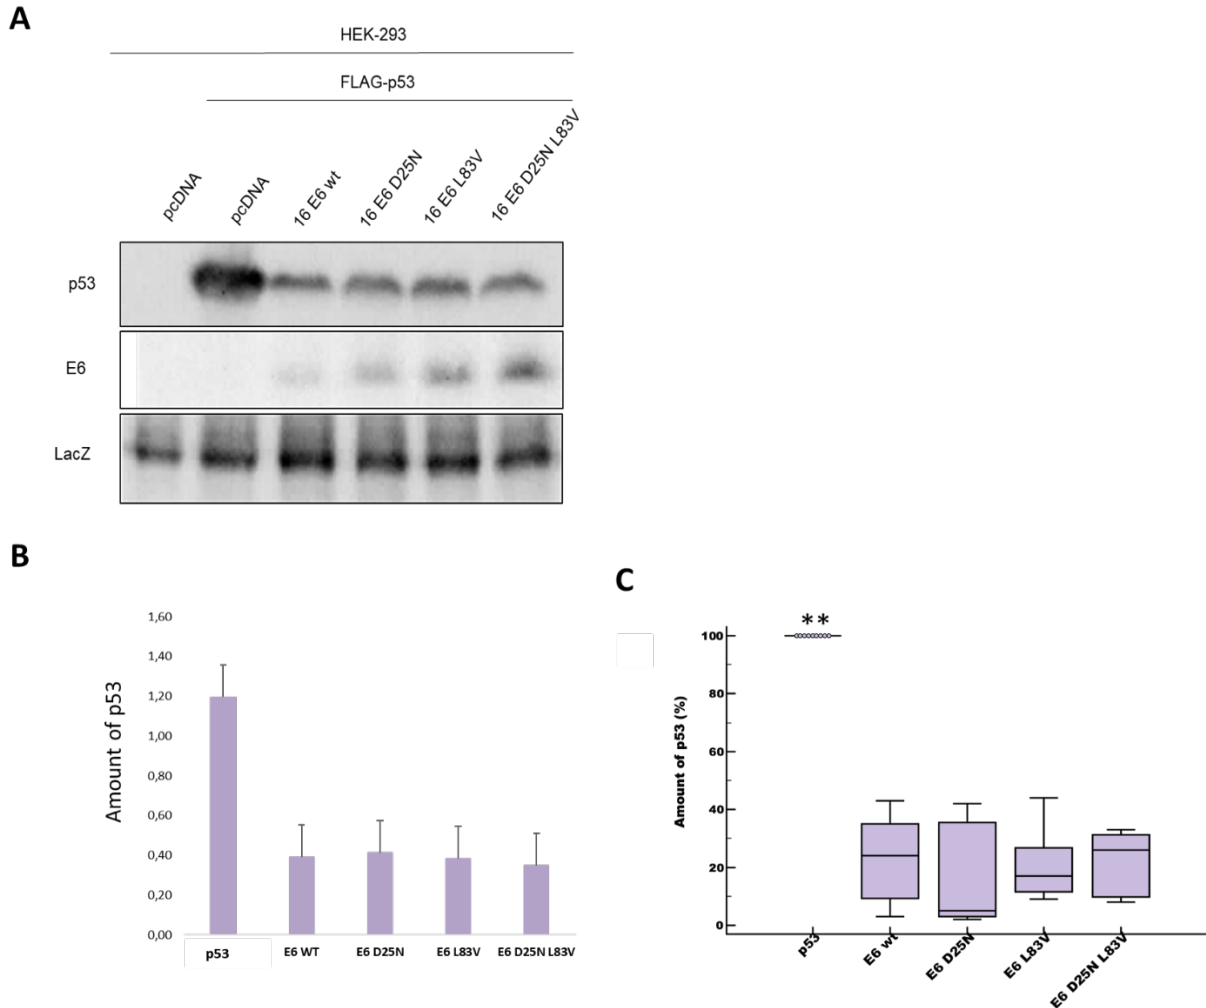 A
HEK-293
FLAG-p53
pcDNA
pcDNA
16 E6 wt
16 E6 D25N
16 E6 L83V
16 E6 D25N L83V
p53
E6
LacZ
B
Amount of p53
1,60
1,40
1,20
1,00
0,80
0,60
0,40
0,20
0,00
p53
E6 WT
E6 D25N
E6 L83V
E6 D25N L83V
C
**
Amount of p53 (%)
100
80
60
40
20
0
p53
E6 wt
E6 D25N
E6 L83V
E6 D25N L83V